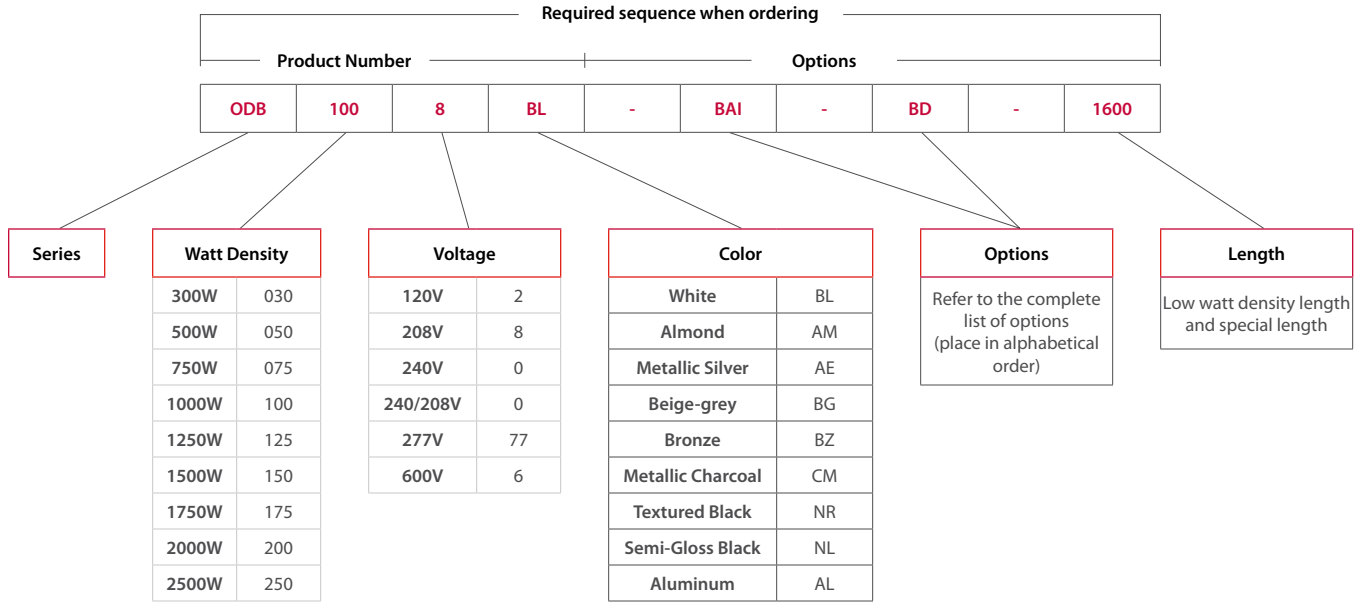 Required sequence when ordering
Product Number Options
ODB 100 8 BL - BAI - BD - 1600
Series Watt Density Voltage Color Options Length
300W 030
500W 050
750W 075
1000W 100
1250W 125
1500W 150
1750W 175
2000W 200
2500W 250
120V 2
208V 8
240V 0
240/208V 0
277V 77
600V 6
White BL
Almond AM
Metallic Silver AE
Beige-grey BG
Bronze BZ
Metallic Charcoal CM
Textured Black NR
Semi-Gloss Black NL
Aluminum AL
Refer to the complete
list of options
(place in alphabetical
order)
Low watt density length
and special length